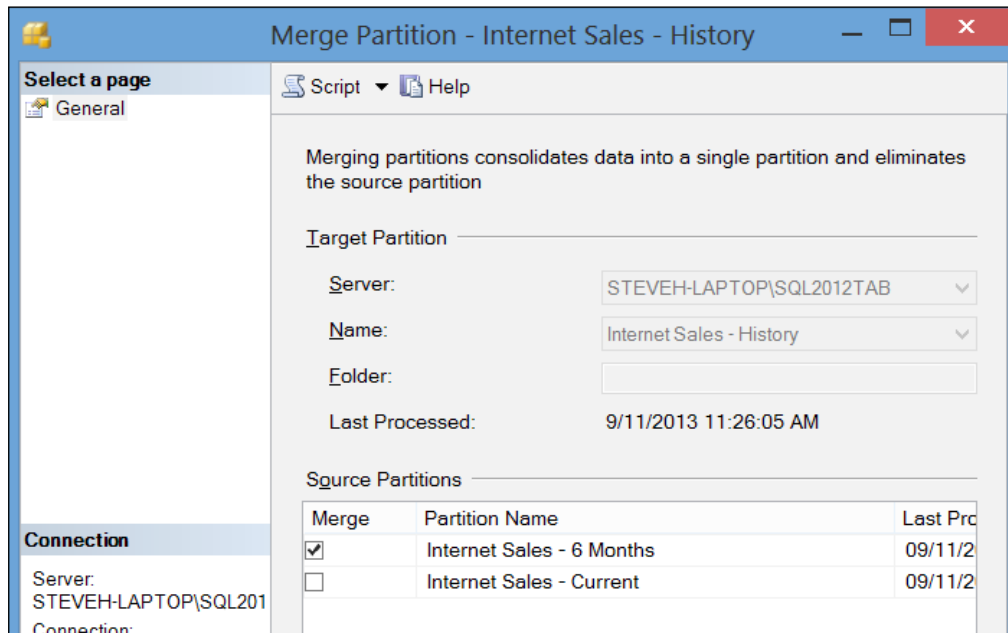 Merge Partition - Internet Sales - History
Select a page
General
Script
Help
Merging partitions consolidates data into a single partition and eliminates
the source partition
Target Partition
Server:
STEVEH-LAPTOP\SQL2012TAB
Name:
Internet Sales - History
Folder:
Last Processed:
9/11/2013 11:26:05 AM
Source Partitions
Merge
Partition Name
Last Pro
Internet Sales - 6 Months
09/11/2
Internet Sales - Current
09/11/2
Connection
Server:
STEVEH-LAPTOP\SQL201
Connection: